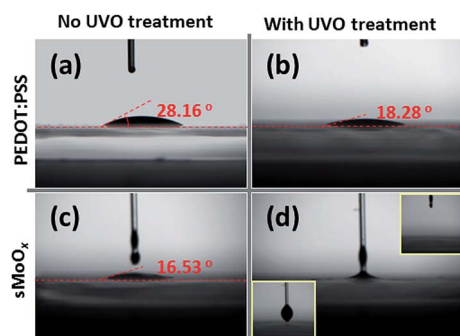 No UVO treatment
With UVO treatment
PEDOT:PSS
(a)
28.16 °
(b)
18.28 °
sMoOₓ
(c)
16.53 °
(d)